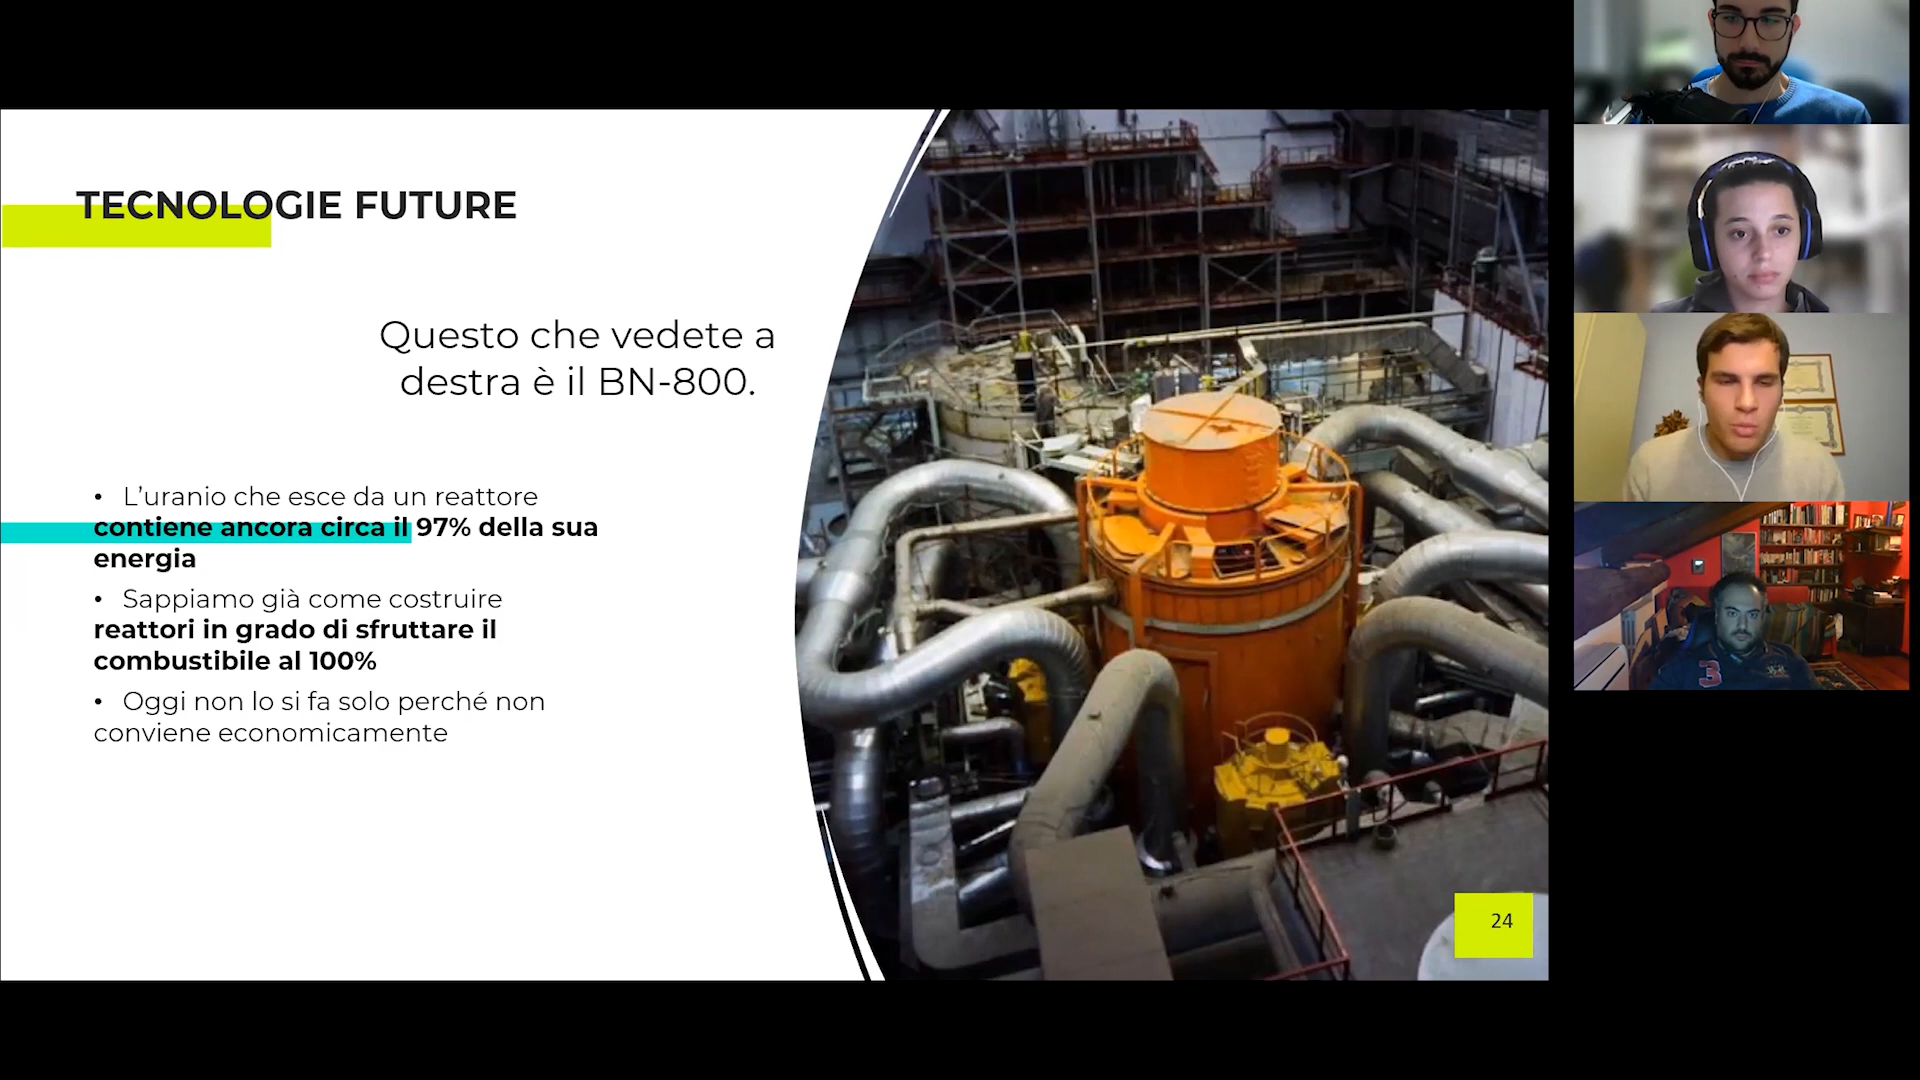 TECNOLOGIE FUTURE
Questo che vedete a
destra è il BN-800.
• L’uranio che esce da un reattore
contiene ancora circa il 97% della sua
energia
• Sappiamo già come costruire
reattori in grado di sfruttare il
combustibile al 100%
• Oggi non lo si fa solo perché non
conviene economicamente
24
3